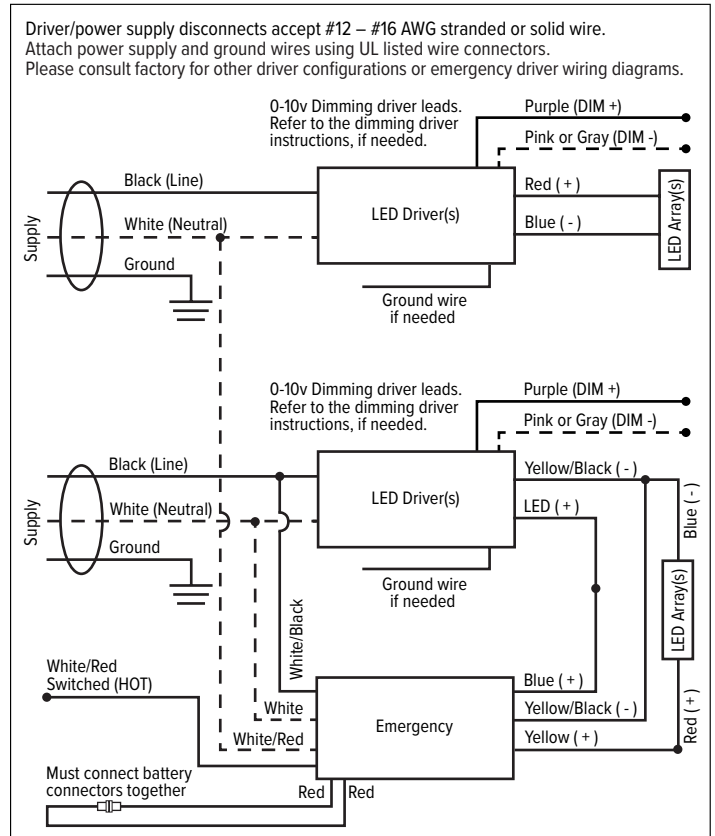 Driver/power supply disconnects accept #12 – #16 AWG stranded or solid wire.
Attach power supply and ground wires using UL listed wire connectors.
Please consult factory for other driver configurations or emergency driver wiring diagrams.
0-10v Dimming driver leads.
Refer to the dimming driver
instructions, if needed.
Purple (DIM +)
Pink or Gray (DIM -)
Black (Line)
Red ( + )
LED Driver(s)
White (Neutral)
Blue ( - )
Supply
LED Array(s)
Ground
Ground wire
if needed
0-10v Dimming driver leads.
Refer to the dimming driver
instructions, if needed.
Purple (DIM +)
Pink or Gray (DIM -)
Black (Line)
Yellow/Black ( - )
LED Driver(s)
White (Neutral)
LED ( + )
Supply
Blue ( - )
Ground
Ground wire
if needed
LED Array(s)
White/Black
White/Red
Switched (HOT)
Blue ( + )
White
Yellow/Black ( - )
Emergency
White/Red
Yellow ( + )
Red ( + )
Must connect battery
connectors together
Red
Red